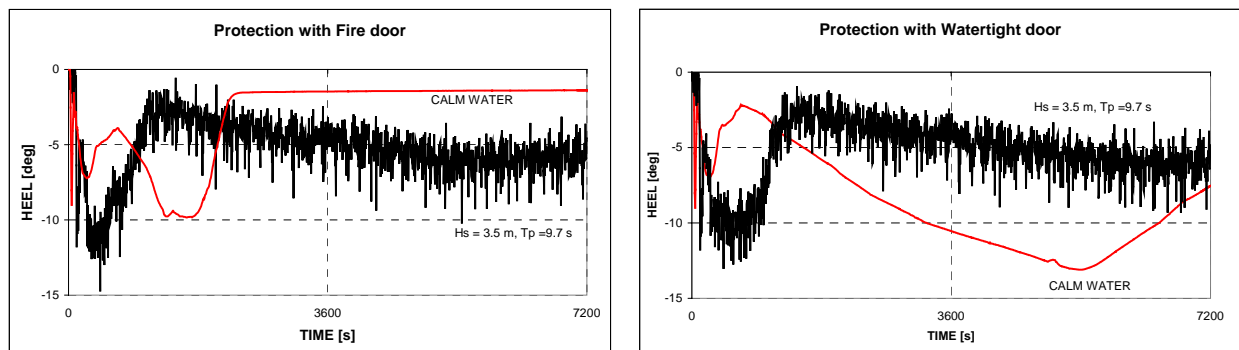 Protection with Fire door
0
-5
-10
-15
HEEL [deg]
CALM WATER
Hs = 3.5 m, Tp =9.7 s
0
3600
7200
TIME [s]
Protection with Watertight door
0
-5
-10
-15
HEEL [deg]
Hs = 3.5 m, Tp =9.7 s
CALM WATER
0
3600
7200
TIME [s]